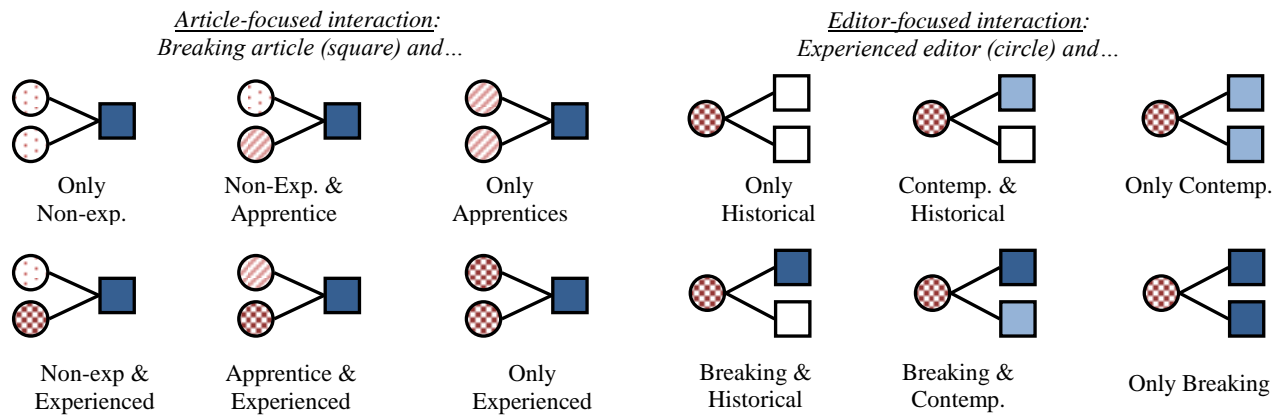 Article-focused interaction:
Breaking article (square) and…
Editor-focused interaction:
Experienced editor (circle) and…
Only
Non-exp.
Non-Exp. &
Apprentice
Only
Apprentices
Only
Historical
Contemp. &
Historical
Only Contemp.
Non-exp &
Experienced
Apprentice &
Experienced
Only
Experienced
Breaking &
Historical
Breaking &
Contemp.
Only Breaking